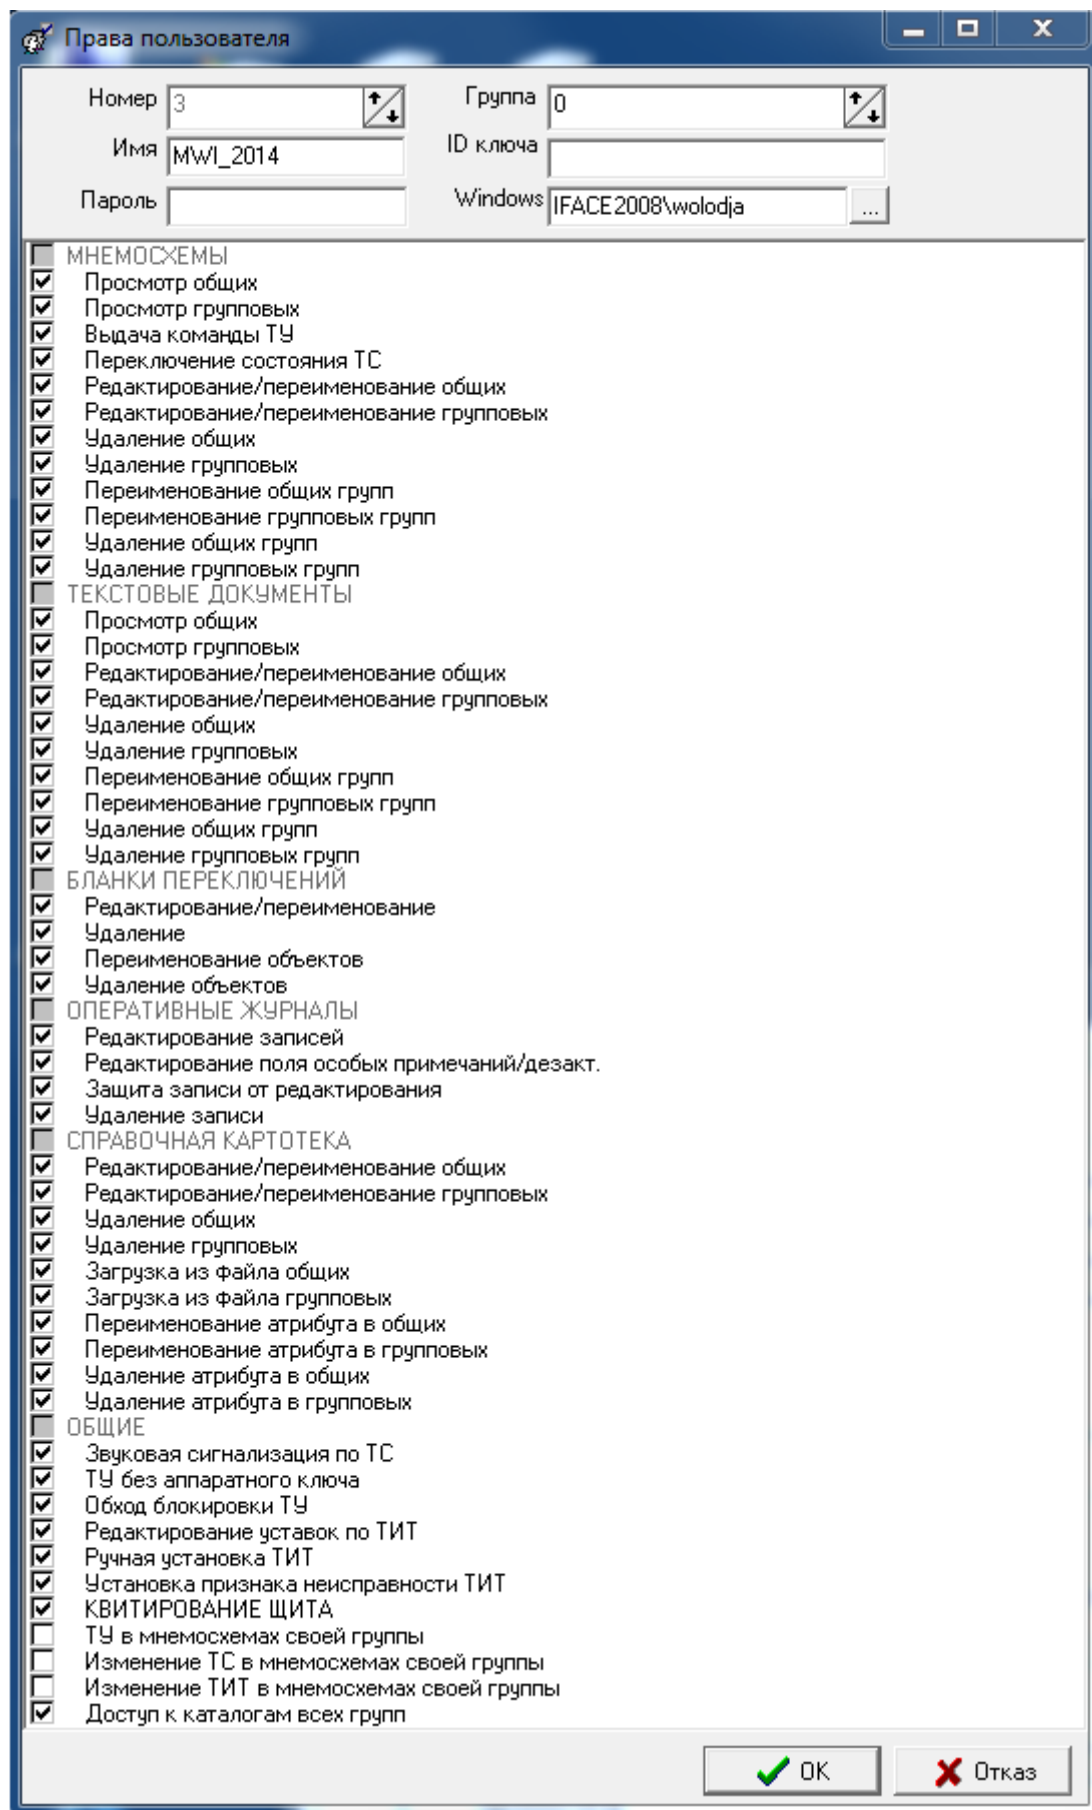 Права пользователя
Номер 3 Группа 0
Имя MWI_2014 ID ключа
Пароль Windows IFACE2008\wolodja ...
МНЕМОСХЕМЫ
Просмотр общих
Просмотр групповых
Выдача команды ТУ
Переключение состояния ТС
Редактирование/переименование общих
Редактирование/переименование групповых
Удаление общих
Удаление групповых
Переименование общих групп
Переименование групповых групп
Удаление общих групп
Удаление групповых групп
ТЕКСТОВЫЕ ДОКУМЕНТЫ
Просмотр общих
Просмотр групповых
Редактирование/переименование общих
Редактирование/переименование групповых
Удаление общих
Удаление групповых
Переименование общих групп
Переименование групповых групп
Удаление общих групп
Удаление групповых групп
БЛАНКИ ПЕРЕКЛЮЧЕНИЙ
Редактирование/переименование
Удаление
Переименование объектов
Удаление объектов
ОПЕРАТИВНЫЕ ЖУРНАЛЫ
Редактирование записей
Редактирование поля особых примечаний/дезакт.
Защита записи от редактирования
Удаление записи
СПРАВОЧНАЯ КАРТОТЕКА
Редактирование/переименование общих
Редактирование/переименование групповых
Удаление общих
Удаление групповых
Загрузка из файла общих
Загрузка из файла групповых
Переименование атрибута в общих
Переименование атрибута в групповых
Удаление атрибута в общих
Удаление атрибута в групповых
ОБЩИЕ
Звуковая сигнализация по ТС
ТУ без аппаратного ключа
Обход блокировки ТУ
Редактирование уставок по ТИТ
Ручная установка ТИТ
Установка признака неисправности ТИТ
КВИТИРОВАНИЕ ЩИТА
ТУ в мнемосхемах своей группы
Изменение ТС в мнемосхемах своей группы
Изменение ТИТ в мнемосхемах своей группы
Доступ к каталогам всех групп
OK Отказ